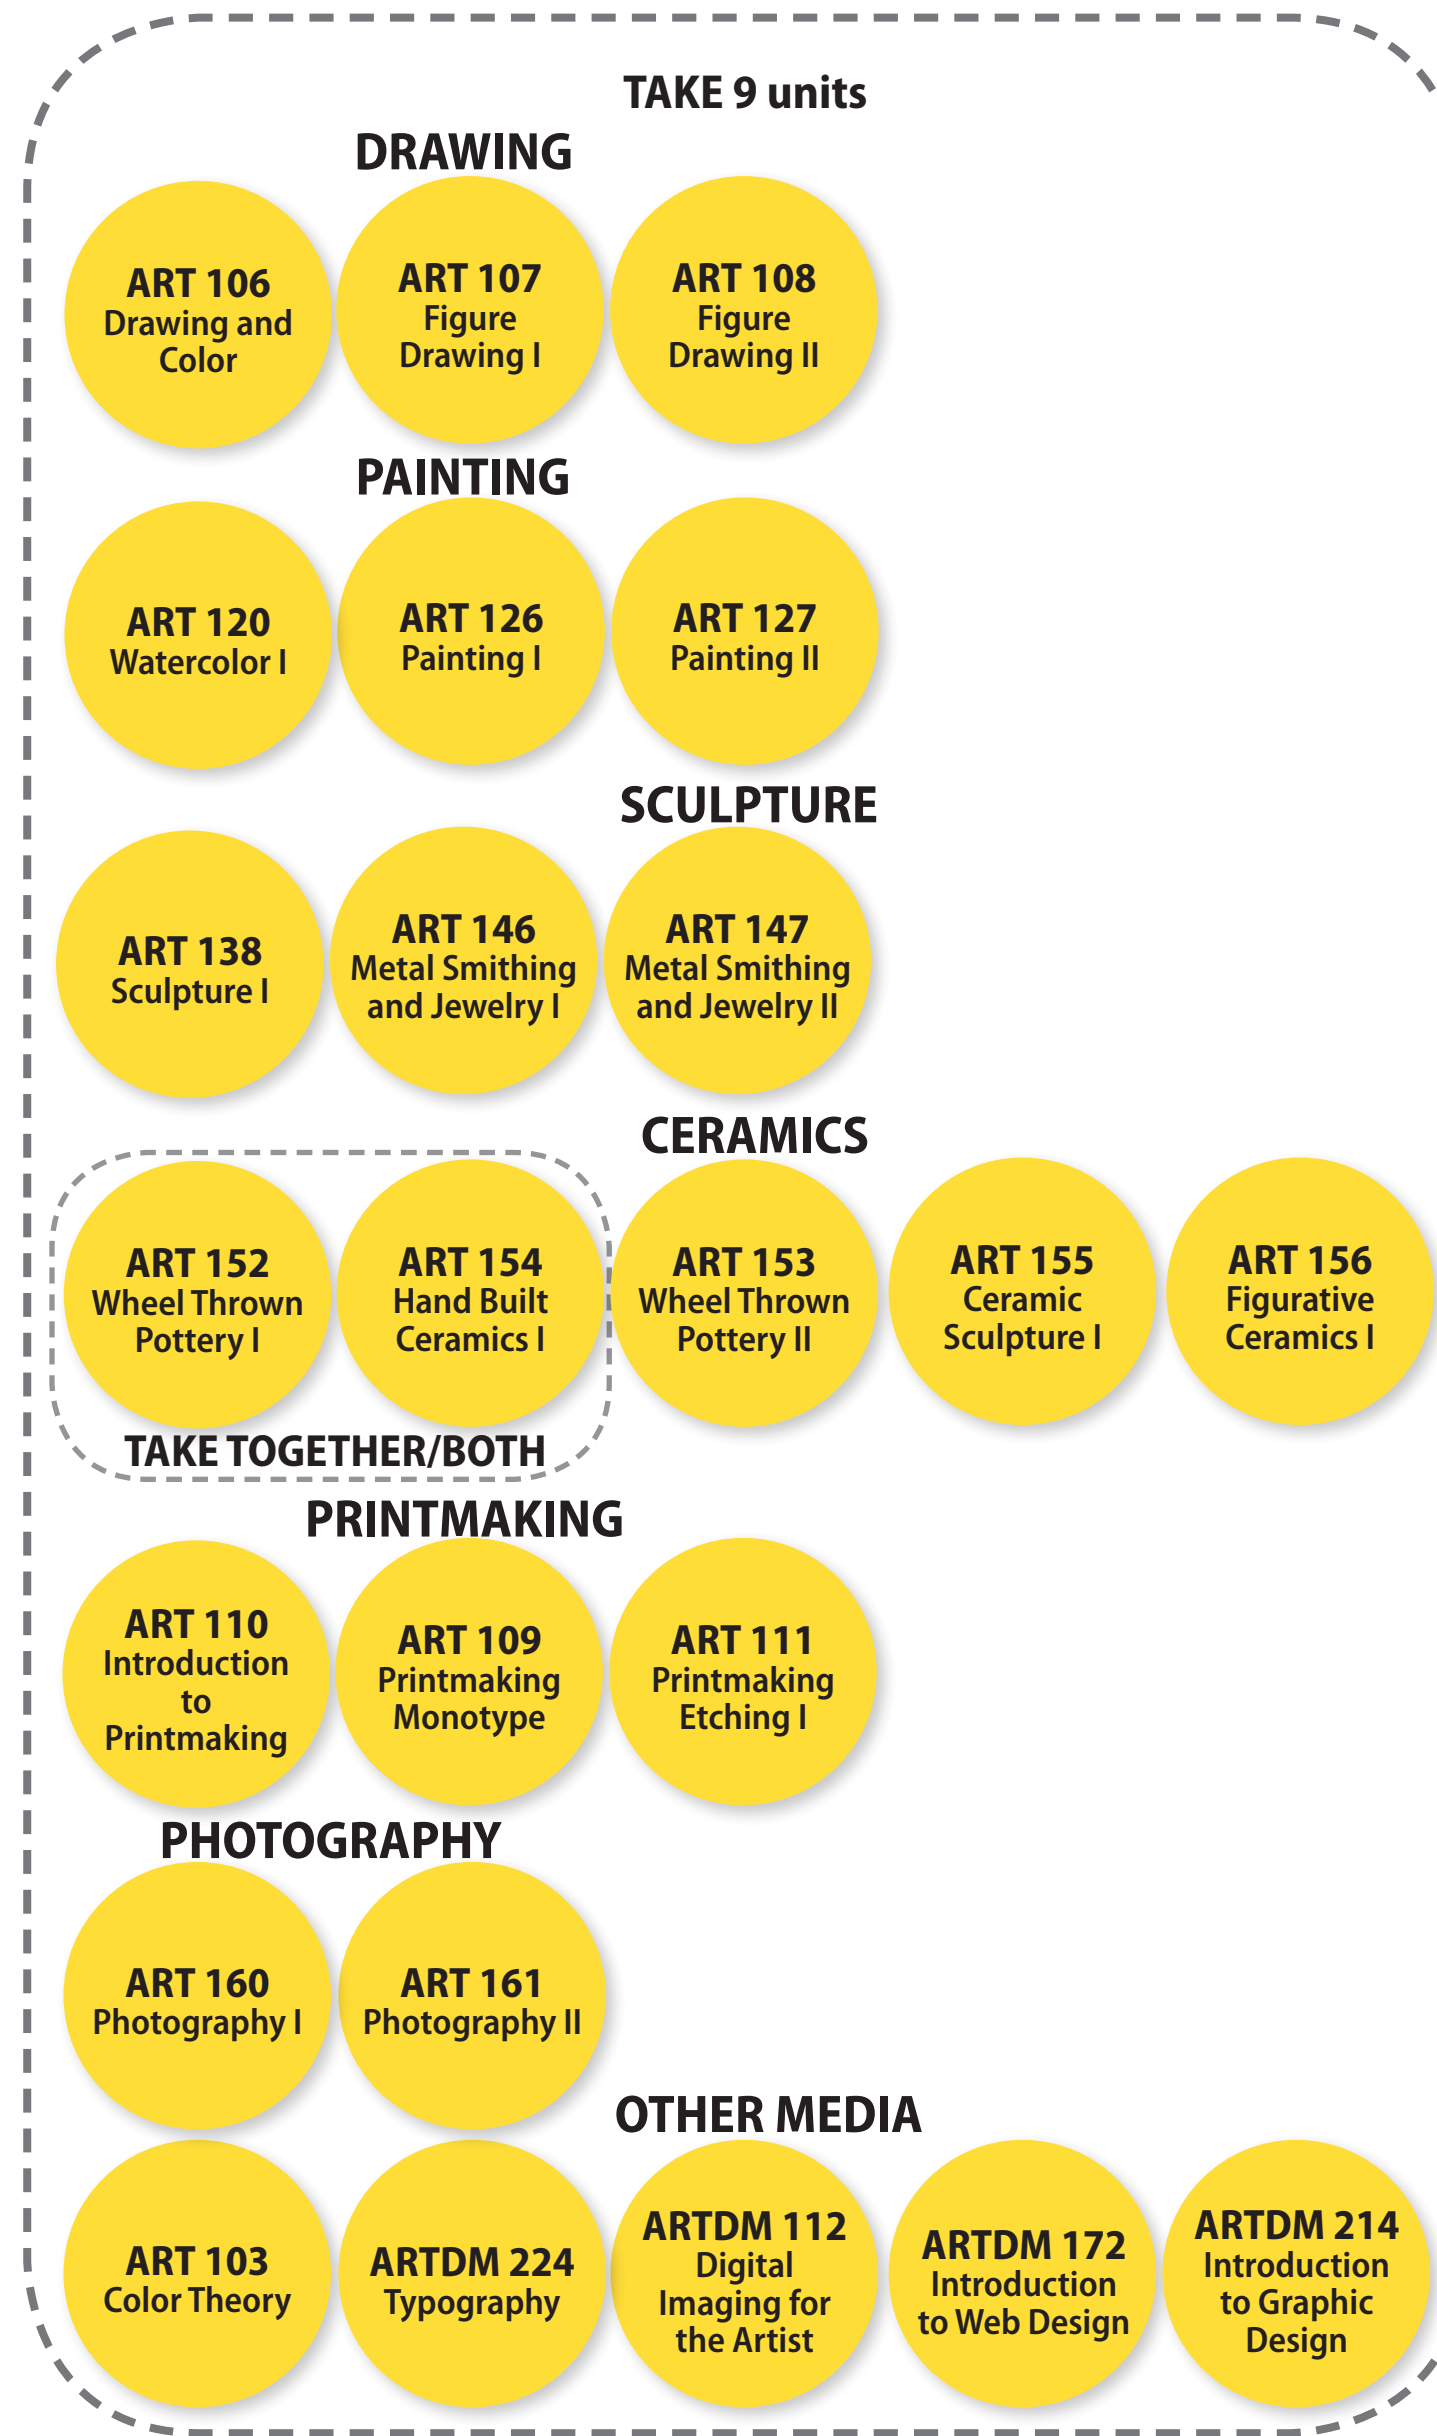 TAKE 9 units
DRAWING
ART 106
Drawing and
Color
ART 107
Figure
Drawing I
ART 108
Figure
Drawing II
PAINTING
ART 120
Watercolor I
ART 126
Painting I
ART 127
Painting II
SCULPTURE
ART 138
Sculpture I
ART 146
Metal Smithing
and Jewelry I
ART 147
Metal Smithing
and Jewelry II
CERAMICS
ART 152
Wheel Thrown
Pottery I
ART 154
Hand Built
Ceramics I
TAKE TOGETHER/BOTH
ART 153
Wheel Thrown
Pottery II
ART 155
Ceramic
Sculpture I
ART 156
Figurative
Ceramics I
PRINTMAKING
ART 110
Introduction
to
Printmaking
ART 109
Printmaking
Monotype
ART 111
Printmaking
Etching I
PHOTOGRAPHY
ART 160
Photography I
ART 161
Photography II
OTHER MEDIA
ART 103
Color Theory
ARTDM 224
Typography
ARTDM 112
Digital
Imaging for
the Artist
ARTDM 172
Introduction
to Web Design
ARTDM 214
Introduction
to Graphic
Design